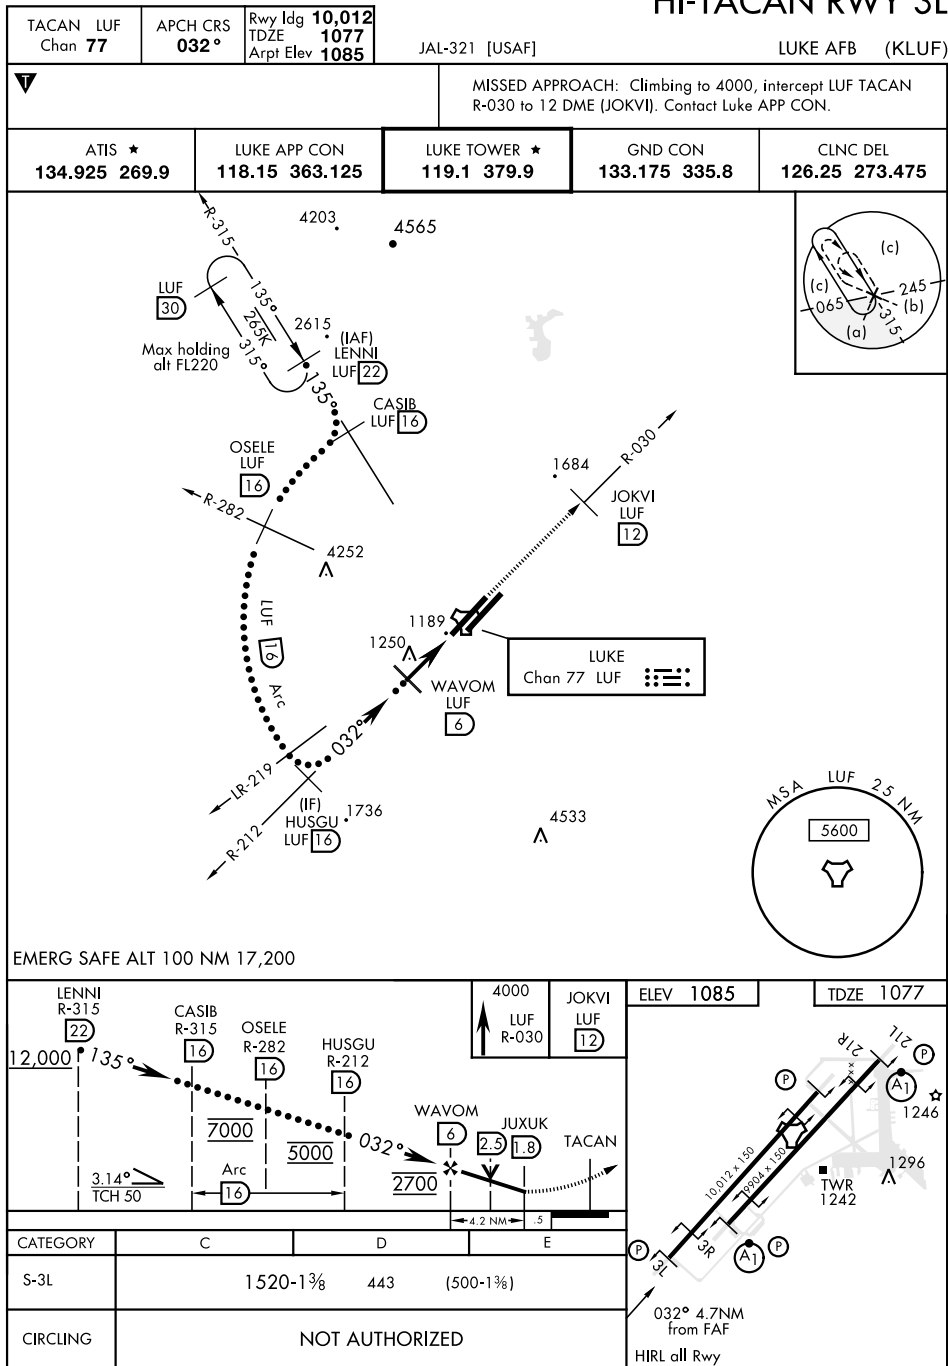 HI-TACAN RWY 3L
TACAN LUF
Chan 77
APCH CRS
032°
Rwy ldg 10,012
TDZE 1077
Arpt Elev 1085
JAL-321 [USAF]
LUKE AFB (KLUF)
T
MISSED APPROACH: Climbing to 4000, intercept LUF TACAN
R-030 to 12 DME (JOKVI). Contact Luke APP CON.
ATIS ★
134.925 269.9
LUKE APP CON
118.15 363.125
LUKE TOWER ★
119.1 379.9
GND CON
133.175 335.8
CLNC DEL
126.25 273.475
R-315
4203
4565
LUF
30
135°
265K
315°
Max holding
alt FL220
2615
(IAF)
LENNI
LUF 22
135°
CASIB
LUF 16
OSELE
LUF
16
R-282
4252
LUF
16
Arc
1684
R-030
JOKVI
LUF
12
1189
1250
LUKE
Chan 77 LUF
WAVOM
LUF
6
032°
LR-219
R-212
(IF)
HUSGU
LUF 16
1736
4533
(c)
(c)
065
245
(b)
(a)
315
MSA LUF 25 NM
5600
EMERG SAFE ALT 100 NM 17,200
LENNI
R-315
22
12,000
135°
CASIB
R-315
16
OSELE
R-282
16
HUSGU
R-212
16
7000
5000
032°
3.14°
TCH 50
Arc
16
WAVOM
6
2700
2.5
JUXUK
1.8
TACAN
4.2 NM
.5
4000
LUF
R-030
JOKVI
LUF
12
CATEGORY C D E
S-3L 1520-1⅜ 443 (500-1⅜)
CIRCLING NOT AUTHORIZED
ELEV 1085
TDZE 1077
21R
21L
P
P
A1
1246
1296
TWR
1242
10,012 x 150
9904 x 150
3R
3L
P
A1
P
032° 4.7NM
from FAF
HIRL all Rwy